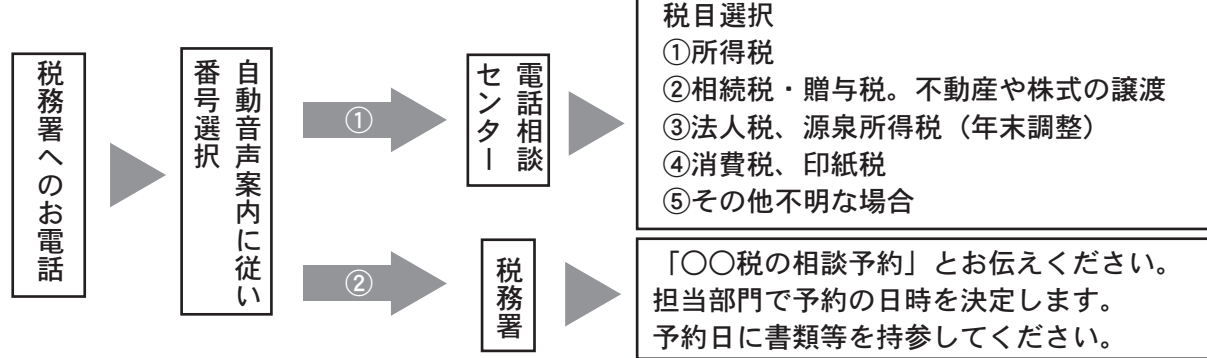 税務署へのお電話
自動音声案内に従い
番号選択
①
電話相談
センター
税目選択
①所得税
②相続税・贈与税。不動産や株式の譲渡
③法人税、源泉所得税（年末調整）
④消費税、印紙税
⑤その他不明な場合
②
税務署
「〇〇税の相談予約」とお伝えください。
担当部門で予約の日時を決定します。
予約日に書類等を持参してください。